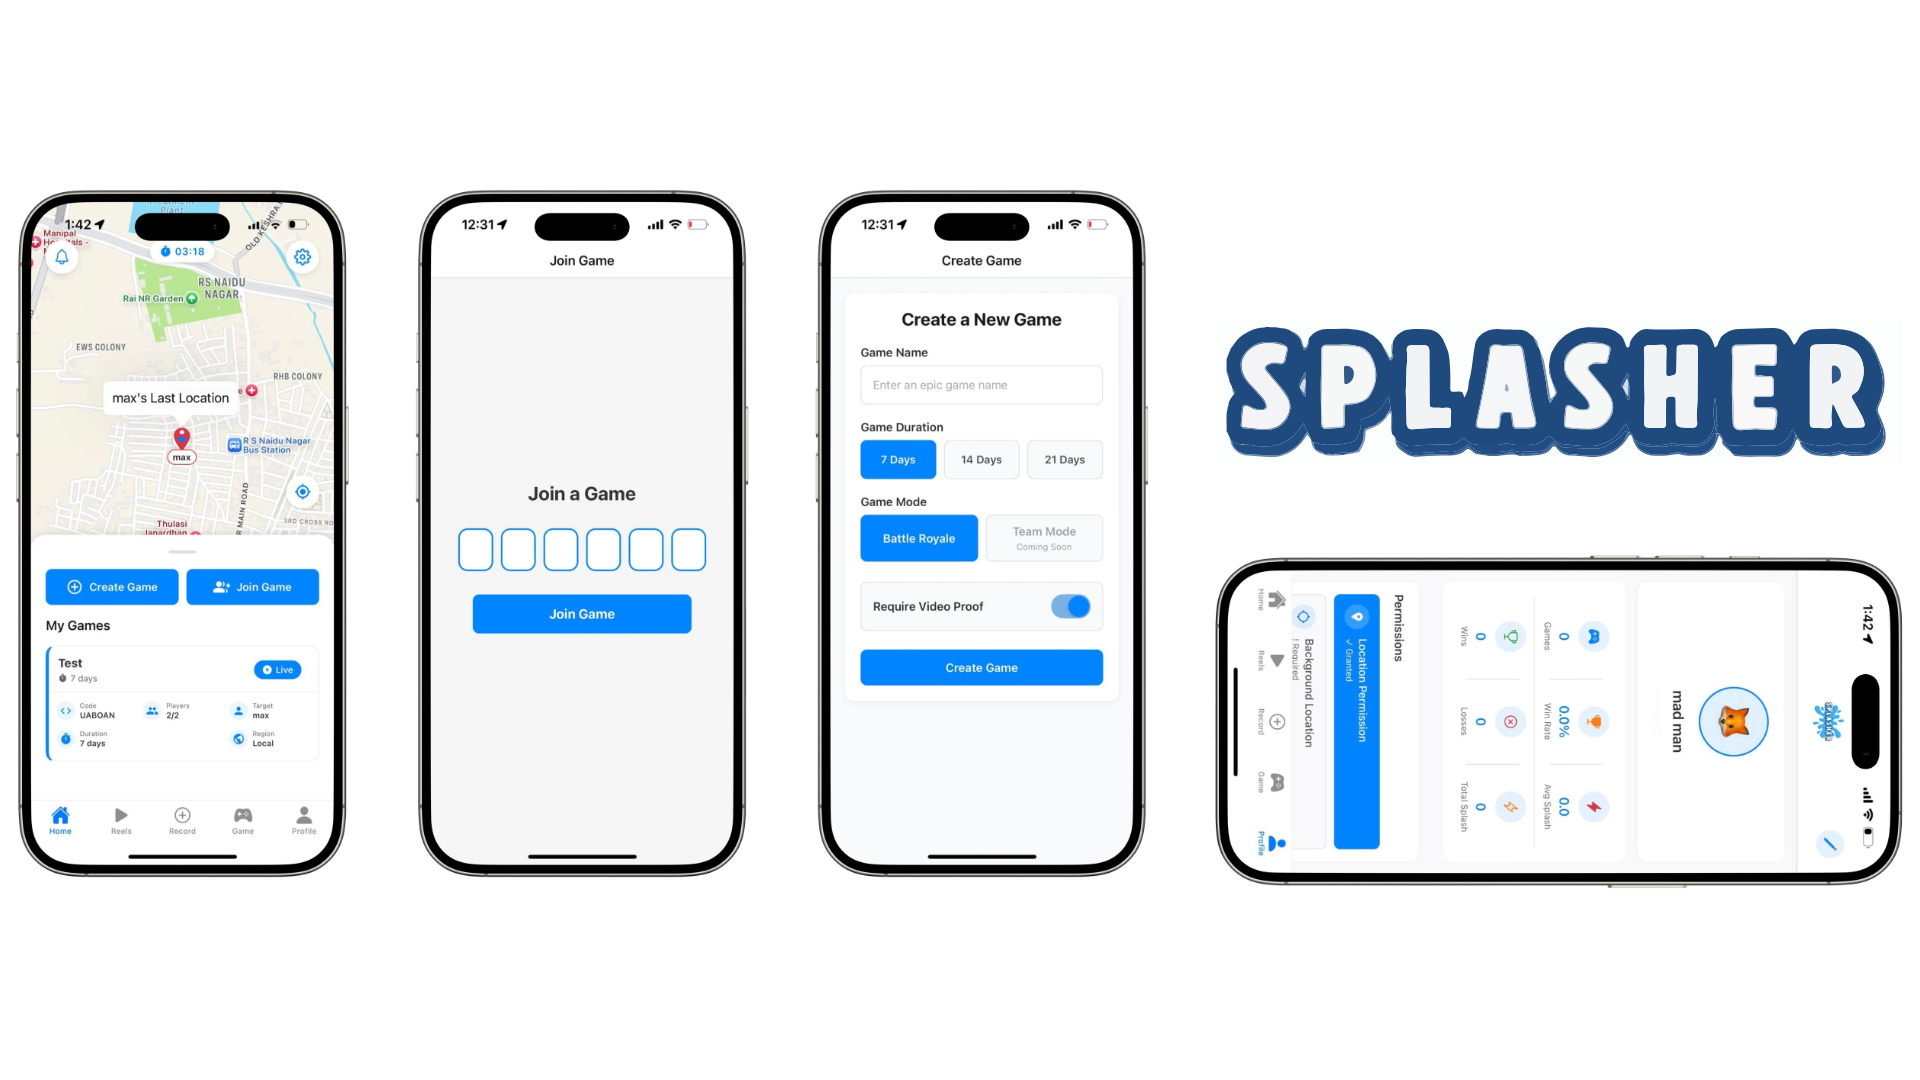 1:42
Manipal
Treatment
Plant
OLD KESHRA
03:18
RS NAIDU
NAGAR
Rai NR Garden
EWS COLONY
RHB COLONY
max's Last Location
max
R S Naidu Nagar
Bus Station
R MAIN ROAD
3RD CROSS RO
Thulasi
Janardhan
Create Game
Join Game
My Games
Test
7 days
Live
Code
UABOAN
Players
2/2
Target
max
Duration
7 days
Region
Local
Home
Reels
Record
Game
Profile
12:31
Join Game
Join a Game
Join Game
12:31
Create Game
Create a New Game
Game Name
Enter an epic game name
Game Duration
7 Days
14 Days
21 Days
Game Mode
Battle Royale
Team Mode
Coming Soon
Require Video Proof
Create Game
SPLASHER
1:42
mad man
Games
0
Win Rate
0.0%
Avg Splash
0.0
Wins
0
Losses
0
Total Splash
0
Permissions
Location Permission
✓ Granted
Background Location
! Required
Home
Reels
Record
Game
Profile